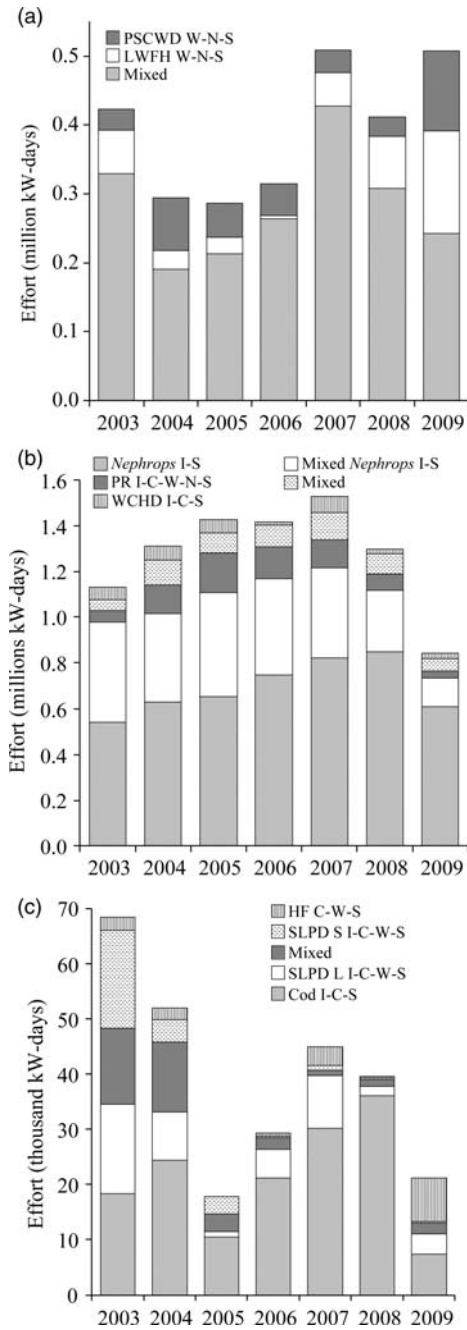 (a)
PSCWD W-N-S
LWFH W-N-S
Mixed
Effort (million kW-days)
0.5
0.4
0.3
0.2
0.1
0.0
2003 2004 2005 2006 2007 2008 2009
(b)
Nephrops I-S Mixed Nephrops I-S
PR I-C-W-N-S Mixed
WCHD I-C-S
Effort (millions kW-days)
1.6
1.4
1.2
1.0
0.8
0.6
0.4
0.2
0.0
2003 2004 2005 2006 2007 2008 2009
(c)
HF C-W-S
SLPD S I-C-W-S
Mixed
SLPD L I-C-W-S
Cod I-C-S
Effort (thousand kW-days)
70
60
50
40
30
20
10
0
2003 2004 2005 2006 2007 2008 2009